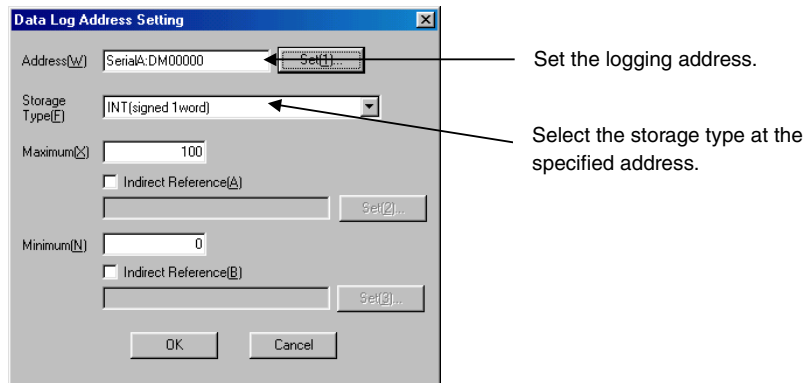 Data Log Address Setting
Address(W) SerialA:DM00000 Set(1)...
Set the logging address.
Storage
Type(F) INT(signed 1word)
Select the storage type at the
specified address.
Maximum(X) 100
Indirect Reference(A)
Set(2)...
Minimum(N) 0
Indirect Reference(B)
Set(3)...
OK Cancel